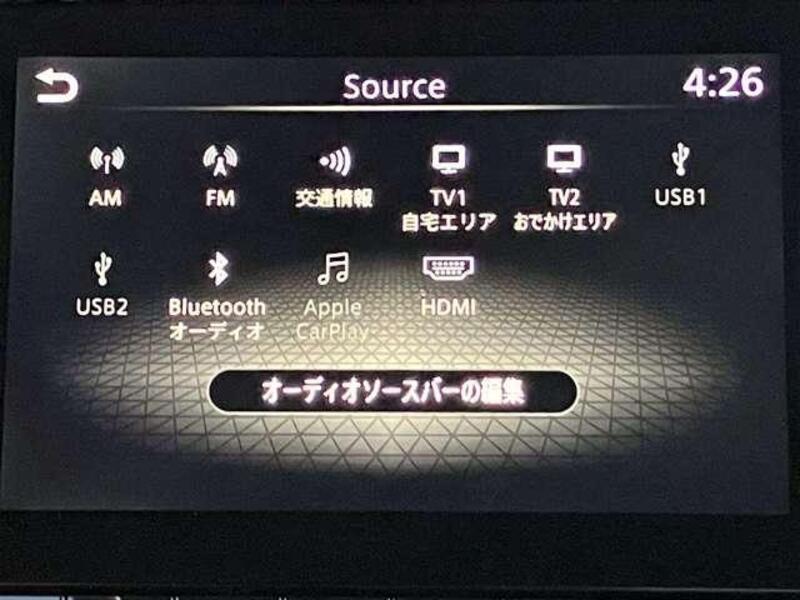 Source
4:26
AM
FM
交通情報
TV1
自宅エリア
TV2
おでかけエリア
USB1
USB2
Bluetooth
オーディオ
Apple
CarPlay
HDMI
オーディオソースバーの編集